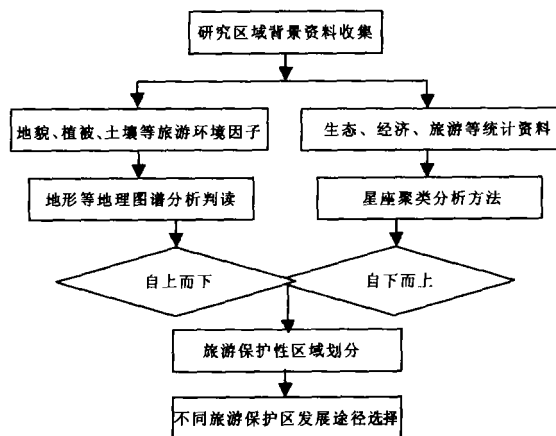 研究区域背景资料收集
地貌、植被、土壤等旅游环境因子
生态、经济、旅游等统计资料
地形等地理图谱分析判读
星座聚类分析方法
自上而下
自下而上
旅游保护性区域划分
不同旅游保护区发展途径选择